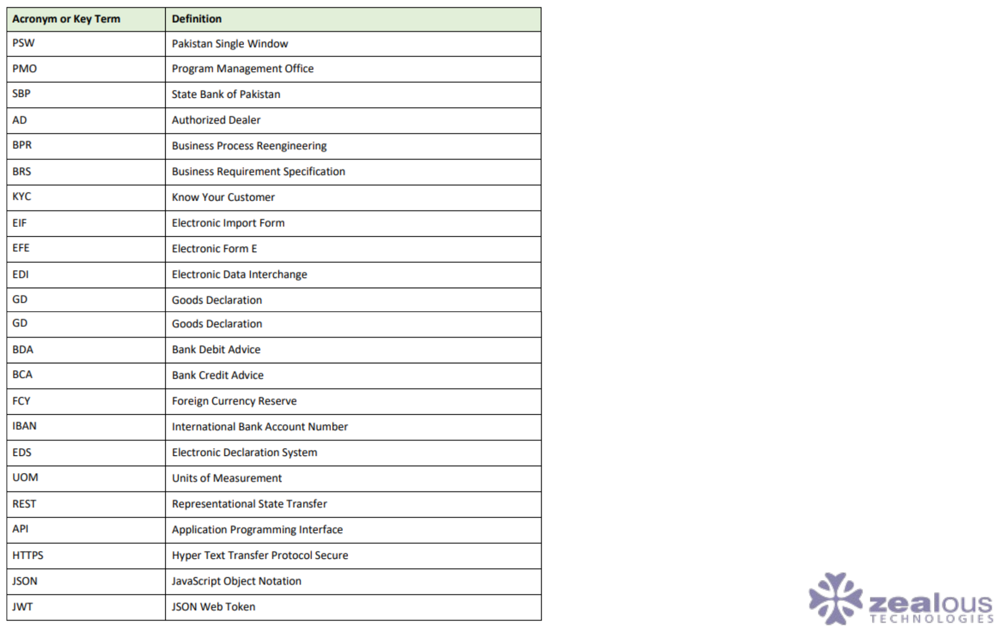 Acronym or Key Term Definition
PSW Pakistan Single Window
PMO Program Management Office
SBP State Bank of Pakistan
AD Authorized Dealer
BPR Business Process Reengineering
BRS Business Requirement Specification
KYC Know Your Customer
EIF Electronic Import Form
EFE Electronic Form E
EDI Electronic Data Interchange
GD Goods Declaration
GD Goods Declaration
BDA Bank Debit Advice
BCA Bank Credit Advice
FCY Foreign Currency Reserve
IBAN International Bank Account Number
EDS Electronic Declaration System
UOM Units of Measurement
REST Representational State Transfer
API Application Programming Interface
HTTPS Hyper Text Transfer Protocol Secure
JSON JavaScript Object Notation
JWT JSON Web Token
zealous
TECHNOLOGIES